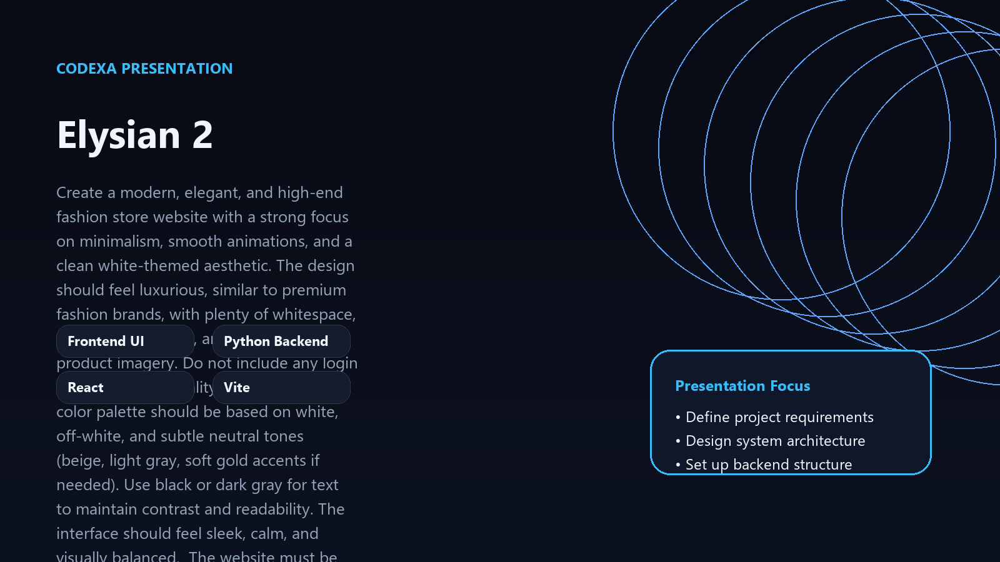 CODEXA PRESENTATION
Elysian 2
Create a modern, elegant, and high-end
fashion store website with a strong focus
on minimalism, smooth animations, and a
clean white-themed aesthetic. The design
should feel luxurious, similar to premium
fashion brands, with plenty of whitespace,
Frontend UI
Python Backend
product imagery. Do not include any login
React
Vite
color palette should be based on white,
off-white, and subtle neutral tones
(beige, light gray, soft gold accents if
needed). Use black or dark gray for text
to maintain contrast and readability. The
interface should feel sleek, calm, and
visually balanced.  The website must be
Presentation Focus
• Define project requirements
• Design system architecture
• Set up backend structure